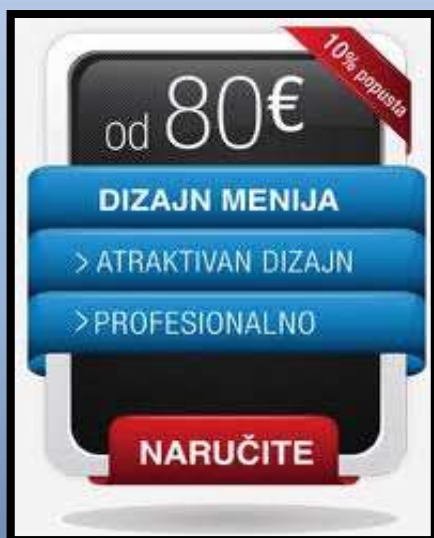 10% popusta
od 80€
DIZAJN MENIJA
> ATRAKTIVAN DIZAJN
> PROFESIONALNO
NARUČITE